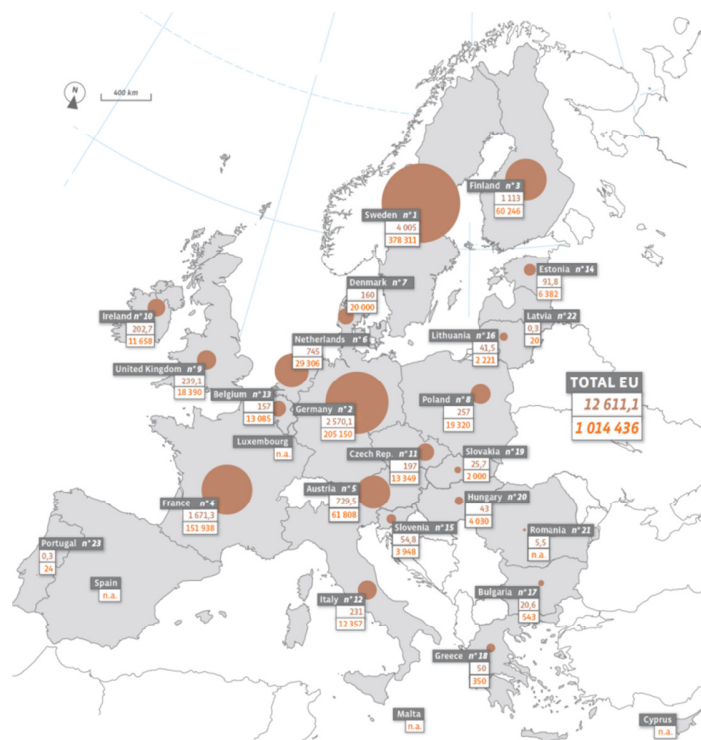 N
400 km
Finland n°3
1 113
60 246
Sweden n°1
4 005
378 311
Estonia n°14
91,8
6 382
Denmark n°7
160
20 000
Ireland n°10
202,7
11 658
Latvia n°22
0,3
20
Lithuania n°16
41,5
2 221
Netherlands n°6
745
29 306
United Kingdom n°9
239,1
18 390
TOTAL EU
12 611,1
1 014 436
Belgium n°13
157
13 085
Germany n°2
2 570,1
205 150
Poland n°8
257
19 320
Luxembourg
n.a.
Czech Rep. n°11
197
13 349
Slovakia n°19
25,7
2 000
Austria n°5
729,5
61 808
Hungary n°20
43
4 030
France n°4
1 671,3
151 938
Slovenia n°15
54,8
3 948
Romania n°21
5,5
n.a.
Portugal n°23
0,3
24
Spain
n.a.
Bulgaria n°17
20,6
543
Italy n°12
231
12 357
Greece n°18
50
350
Malta
n.a.
Cyprus
n.a.